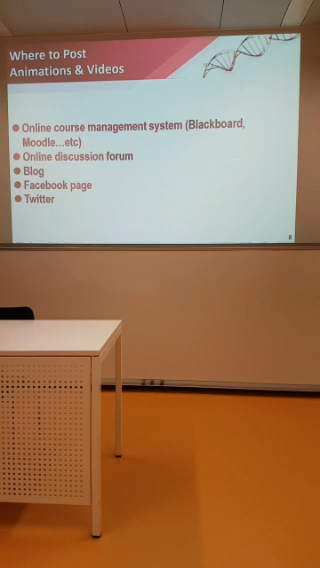 Where to Post
Animations & Videos
Online course management system (Blackboard,
Moodle...etc)
Online discussion forum
Blog
Facebook page
Twitter